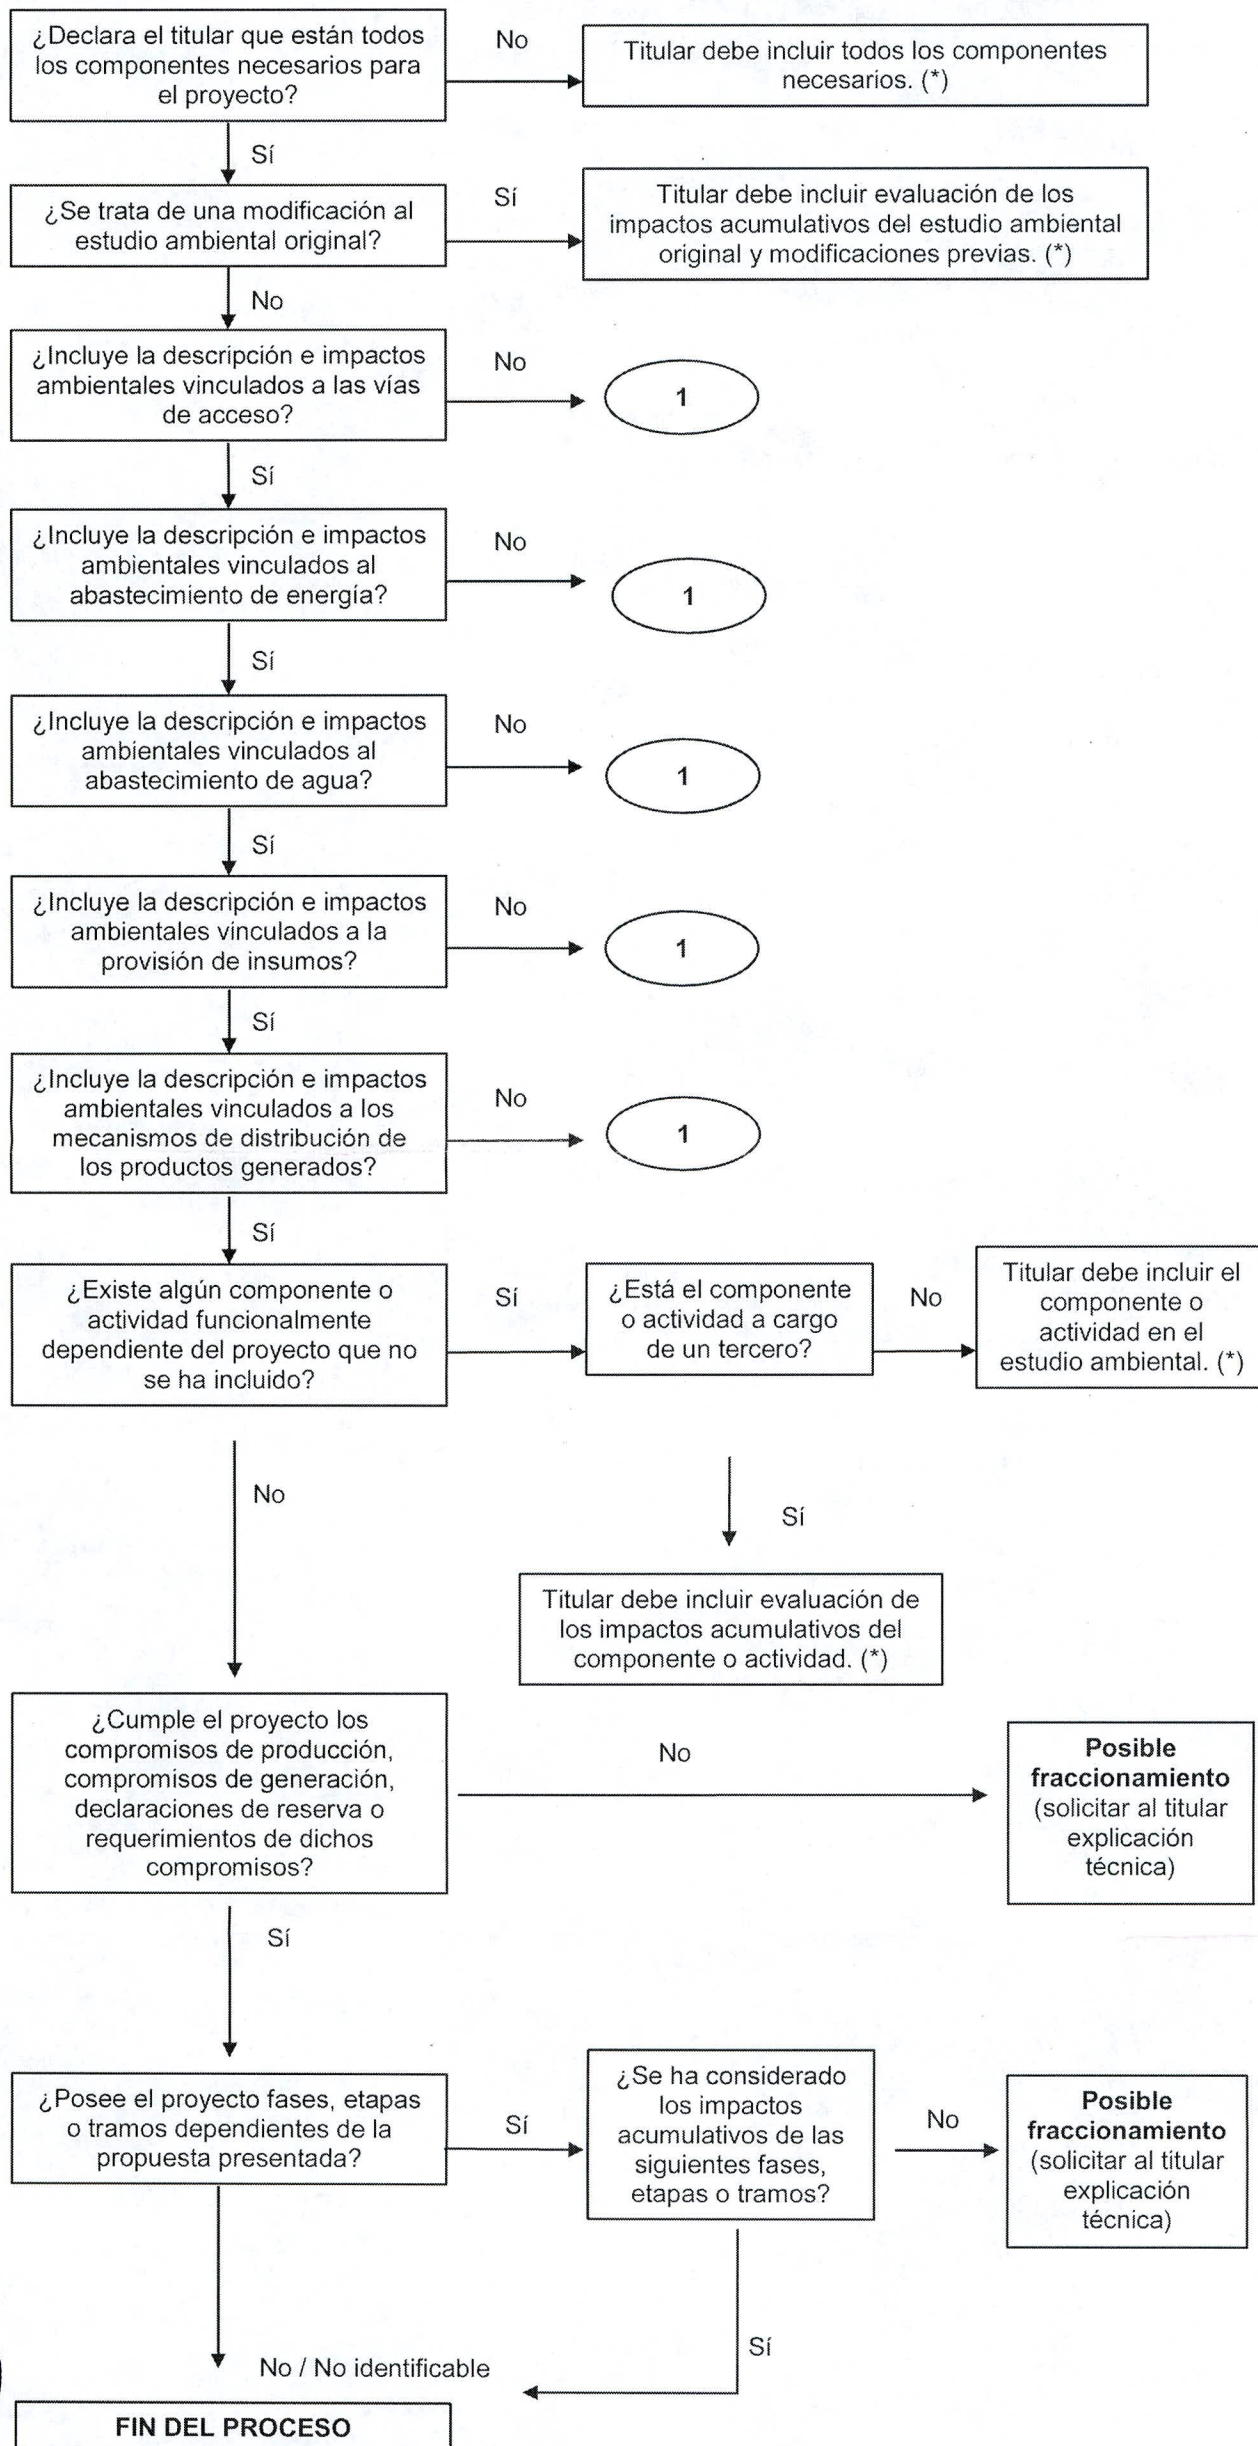 ¿Declara el titular que están todos
los componentes necesarios para
el proyecto?
No
Titular debe incluir todos los componentes
necesarios. (*)
Sí
¿Se trata de una modificación al
estudio ambiental original?
Sí
Titular debe incluir evaluación de los
impactos acumulativos del estudio ambiental
original y modificaciones previas. (*)
No
¿Incluye la descripción e impactos
ambientales vinculados a las vías
de acceso?
No
1
Sí
¿Incluye la descripción e impactos
ambientales vinculados al
abastecimiento de energía?
No
1
Sí
¿Incluye la descripción e impactos
ambientales vinculados al
abastecimiento de agua?
No
1
Sí
¿Incluye la descripción e impactos
ambientales vinculados a la
provisión de insumos?
No
1
Sí
¿Incluye la descripción e impactos
ambientales vinculados a los
mecanismos de distribución de
los productos generados?
No
1
Sí
¿Existe algún componente o
actividad funcionalmente
dependiente del proyecto que no
se ha incluido?
Sí
¿Está el componente
o actividad a cargo
de un tercero?
No
Titular debe incluir el
componente o
actividad en el
estudio ambiental. (*)
No
Sí
Titular debe incluir evaluación de
los impactos acumulativos del
componente o actividad. (*)
¿Cumple el proyecto los
compromisos de producción,
compromisos de generación,
declaraciones de reserva o
requerimientos de dichos
compromisos?
No
Posible
fraccionamiento
(solicitar al titular
explicación
técnica)
Sí
¿Posee el proyecto fases, etapas
o tramos dependientes de la
propuesta presentada?
Sí
¿Se ha considerado
los impactos
acumulativos de las
siguientes fases,
etapas o tramos?
No
Posible
fraccionamiento
(solicitar al titular
explicación
técnica)
Sí
No / No identificable
FIN DEL PROCESO